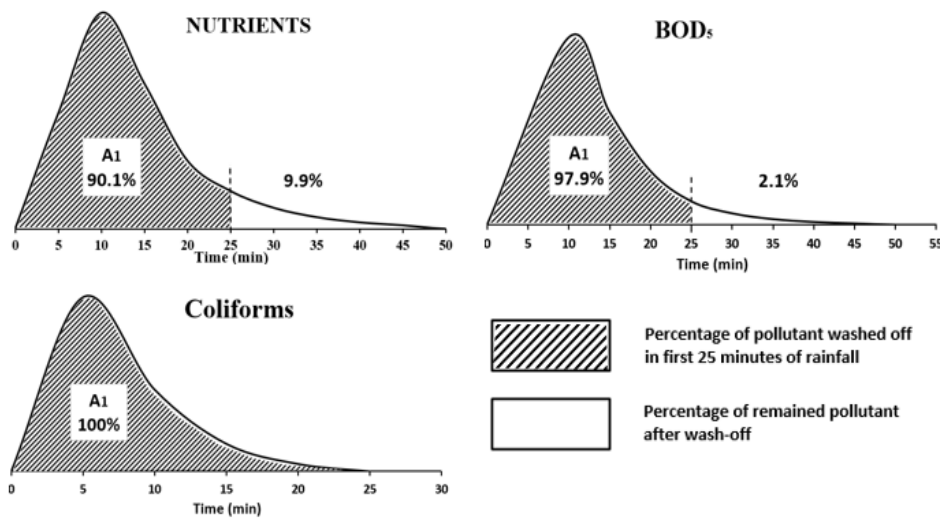 NUTRIENTS
A1
90.1%
9.9%
0 5 10 15 20 25 30 35 40 45 50
Time (min)
BOD₅
A1
97.9%
2.1%
0 5 10 15 20 25 30 35 40 45 50 55
Time (min)
Coliforms
A1
100%
0 5 10 15 20 25 30
Time (min)
Percentage of pollutant washed off
in first 25 minutes of rainfall
Percentage of remained pollutant
after wash-off